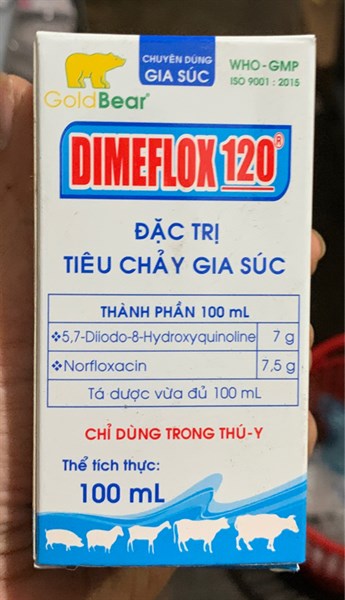 CHUYÊN DÙNG
GIA SÚC
WHO-GMP
ISO 9001 : 2015
GoldBear®
DIMEFLOX 120®
ĐẶC TRỊ
TIÊU CHẢY GIA SÚC
THÀNH PHẦN 100 mL
❖5,7-Diiodo-8-Hydroxyquinoline 7 g
❖Norfloxacin 7,5 g
Tá dược vừa đủ 100 mL
CHỈ DÙNG TRONG THÚ-Y
Thể tích thực:
100 mL